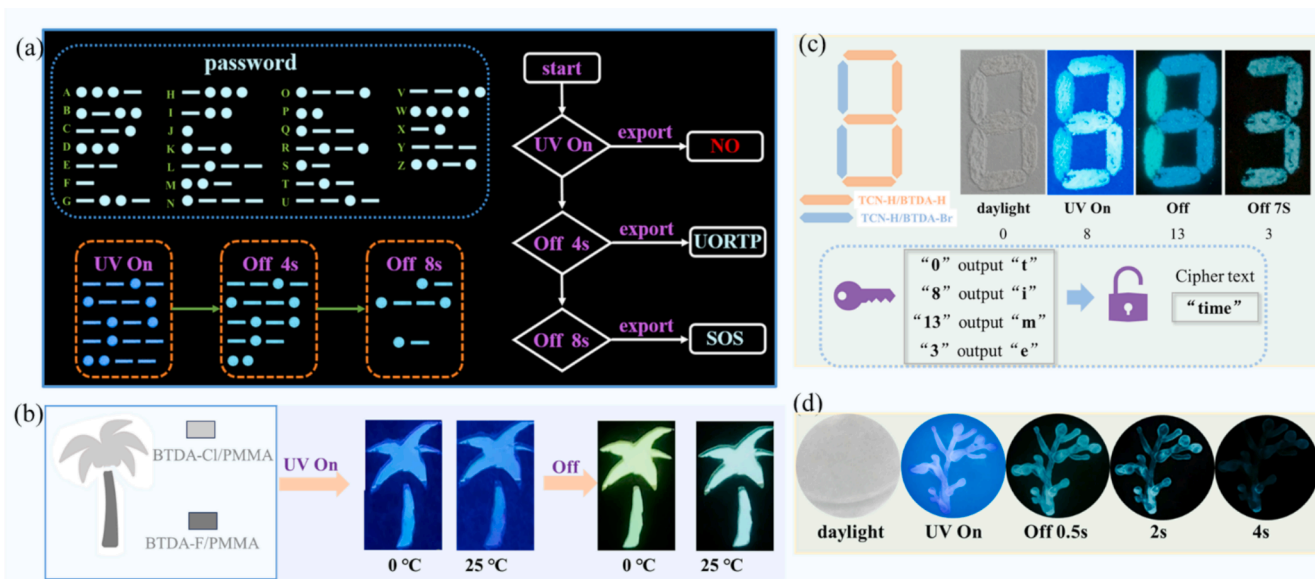 (a)
password
A
B
C
D
E
F
G
H
I
J
K
L
M
N
O
P
Q
R
S
T
U
V
W
X
Y
Z
UV On
Off 4s
Off 8s
start
UV On
export
NO
Off 4s
export
UORTP
Off 8s
export
SOS
(b)
BTDA-Cl/PMMA
BTDA-F/PMMA
UV On
0 °C
25 °C
Off
0 °C
25 °C
(c)
TCN-H/BTDA-H
TCN-H/BTDA-Br
daylight UV On Off Off 7S
0 8 13 3
“0” output “t”
“8” output “i”
“13” output “m”
“3” output “e”
Cipher text
“time”
(d)
daylight UV On Off 0.5s 2s 4s